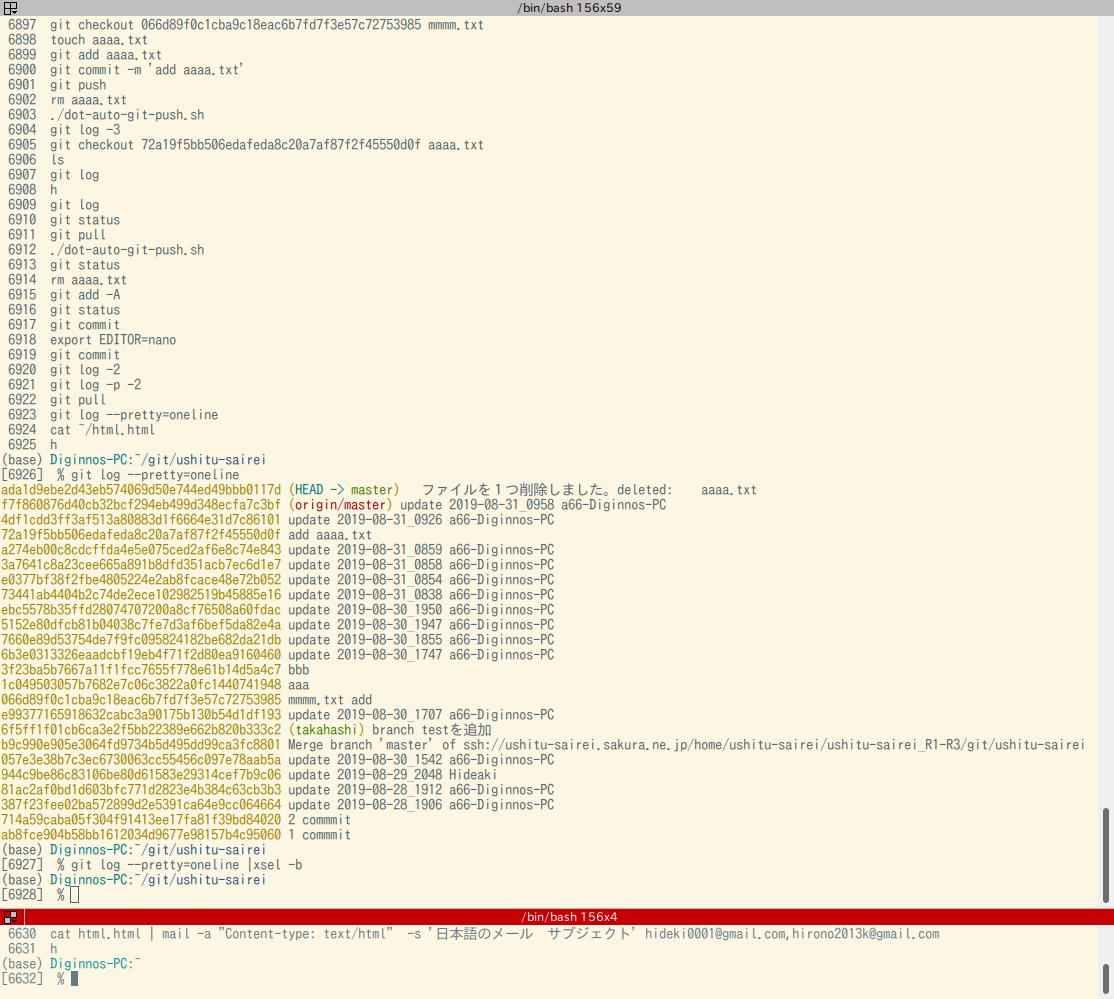 /bin/bash 156x59
6897 git checkout 066d89f0c1cba9c18eac6b7fd7f3e57c72753985 mmmm.txt
6898 touch aaaa.txt
6899 git add aaaa.txt
6900 git commit -m 'add aaaa.txt'
6901 git push
6902 rm aaaa.txt
6903 ./dot-auto-git-push.sh
6904 git log -3
6905 git checkout 72a19f5bb506edafeda8c20a7af87f2f45550d0f aaaa.txt
6906 ls
6907 git log
6908 h
6909 git log
6910 git status
6911 git pull
6912 ./dot-auto-git-push.sh
6913 git status
6914 rm aaaa.txt
6915 git add -A
6916 git status
6917 git commit
6918 export EDITOR=nano
6919 git commit
6920 git log -2
6921 git log -p -2
6922 git pull
6923 git log --pretty=oneline
6924 cat ~/html.html
6925 h
(base) Diginnos-PC:~/git/ushitu-sairei
[6926] % git log --pretty=oneline
ada1d9ebe2d43eb574069d50e744ed49bbb0117d (HEAD -> master) ファイルを1つ削除しました。deleted: aaaa.txt
f7f860876d40cb32bcf294eb499d348ecfa7c3bf (origin/master) update 2019-08-31_0958 a66-Diginnos-PC
4df1cdd3ff3af513a80883d1f6664e31d7c86101 update 2019-08-31_0926 a66-Diginnos-PC
72a19f5bb506edafeda8c20a7af87f2f45550d0f add aaaa.txt
a274eb00c8cdcffda4e5e075ced2af6e8c74e843 update 2019-08-31_0859 a66-Diginnos-PC
3a7641c8a23cee665a891b8dfd351acb7ec6d1e7 update 2019-08-31_0858 a66-Diginnos-PC
e0377bf38f2fbe4805224e2ab8fcace48e72b052 update 2019-08-31_0854 a66-Diginnos-PC
73441ab4404b2c74de2ece102982519b45885e16 update 2019-08-31_0838 a66-Diginnos-PC
ebc5578b35ffd28074707200a8cf76508a60fdac update 2019-08-30_1950 a66-Diginnos-PC
5152e80dfcb81b04038c7fe7d3af6bef5da82e4a update 2019-08-30_1947 a66-Diginnos-PC
7660e89d53754de7f9fc095824182be682da21db update 2019-08-30_1855 a66-Diginnos-PC
6b3e0313326eaadcbf19eb4f71f2d80ea9160460 update 2019-08-30_1747 a66-Diginnos-PC
3f23ba5b7667a11f1fcc7655f778e61b14d5a4c7 bbb
1c049503057b7682e7c06c3822a0fc1440741948 aaa
066d89f0c1cba9c18eac6b7fd7f3e57c72753985 mmmm.txt add
e99377165918632cabc3a90175b130b54d1df193 update 2019-08-30_1707 a66-Diginnos-PC
6f5ff1f01cb6ca3e2f5bb22389e662b820b333c2 (takahashi) branch testを追加
b9c990e905e3064fd9734b5d495dd99ca3fc8801 Merge branch 'master' of ssh://ushitu-sairei.sakura.ne.jp/home/ushitu-sairei/ushitu-sairei_R1-R3/git/ushitu-sairei
057e3e38b7c3ec6730063cc55456c097e78aab5a update 2019-08-30_1542 a66-Diginnos-PC
944c9be86c83106be80d61583e29314cef7b9c06 update 2019-08-29_2048 Hideaki
81ac2af0bd1d603bfc771d2823e4b384c63cb3b3 update 2019-08-28_1912 a66-Diginnos-PC
387f23fee02ba572899d2e5391ca64e9cc064664 update 2019-08-28_1906 a66-Diginnos-PC
714a59caba05f304f91413ee17fa81f39bd84020 2 commmit
ab8fce904b58bb1612034d9677e98157b4c95060 1 commmit
(base) Diginnos-PC:~/git/ushitu-sairei
[6927] % git log --pretty=oneline |xsel -b
(base) Diginnos-PC:~/git/ushitu-sairei
[6928] %
/bin/bash 156x4
6630 cat html.html | mail -a "Content-type: text/html" -s '日本語のメール サブジェクト' hideki0001@gmail.com,hirono2013k@gmail.com
6631 h
(base) Diginnos-PC:~
[6632] %